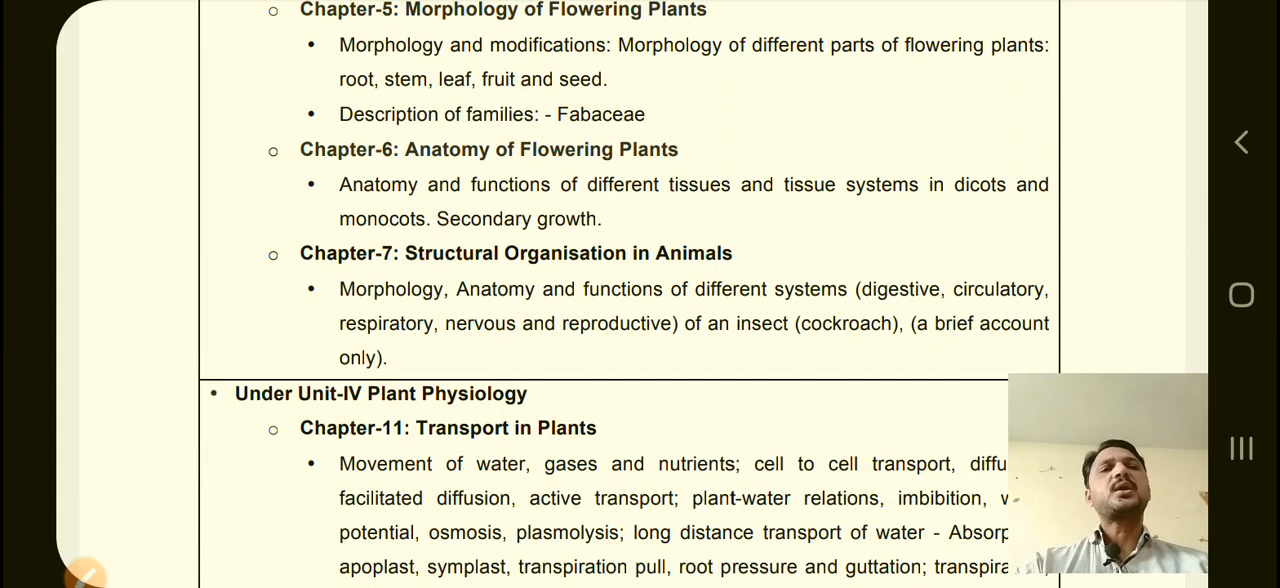 Chapter-5: Morphology of Flowering Plants
• Morphology and modifications: Morphology of different parts of flowering plants:
root, stem, leaf, fruit and seed.
• Description of families: - Fabaceae
Chapter-6: Anatomy of Flowering Plants
• Anatomy and functions of different tissues and tissue systems in dicots and
monocots. Secondary growth.
Chapter-7: Structural Organisation in Animals
• Morphology, Anatomy and functions of different systems (digestive, circulatory,
respiratory, nervous and reproductive) of an insect (cockroach), (a brief account
only).
• Under Unit-IV Plant Physiology
Chapter-11: Transport in Plants
• Movement of water, gases and nutrients; cell to cell transport,
facilitated diffusion, active transport; plant-water relations, imbibition,
potential, osmosis, plasmolysis; long distance transport of water -
apoplast, symplast, transpiration pull, root pressure and guttation;